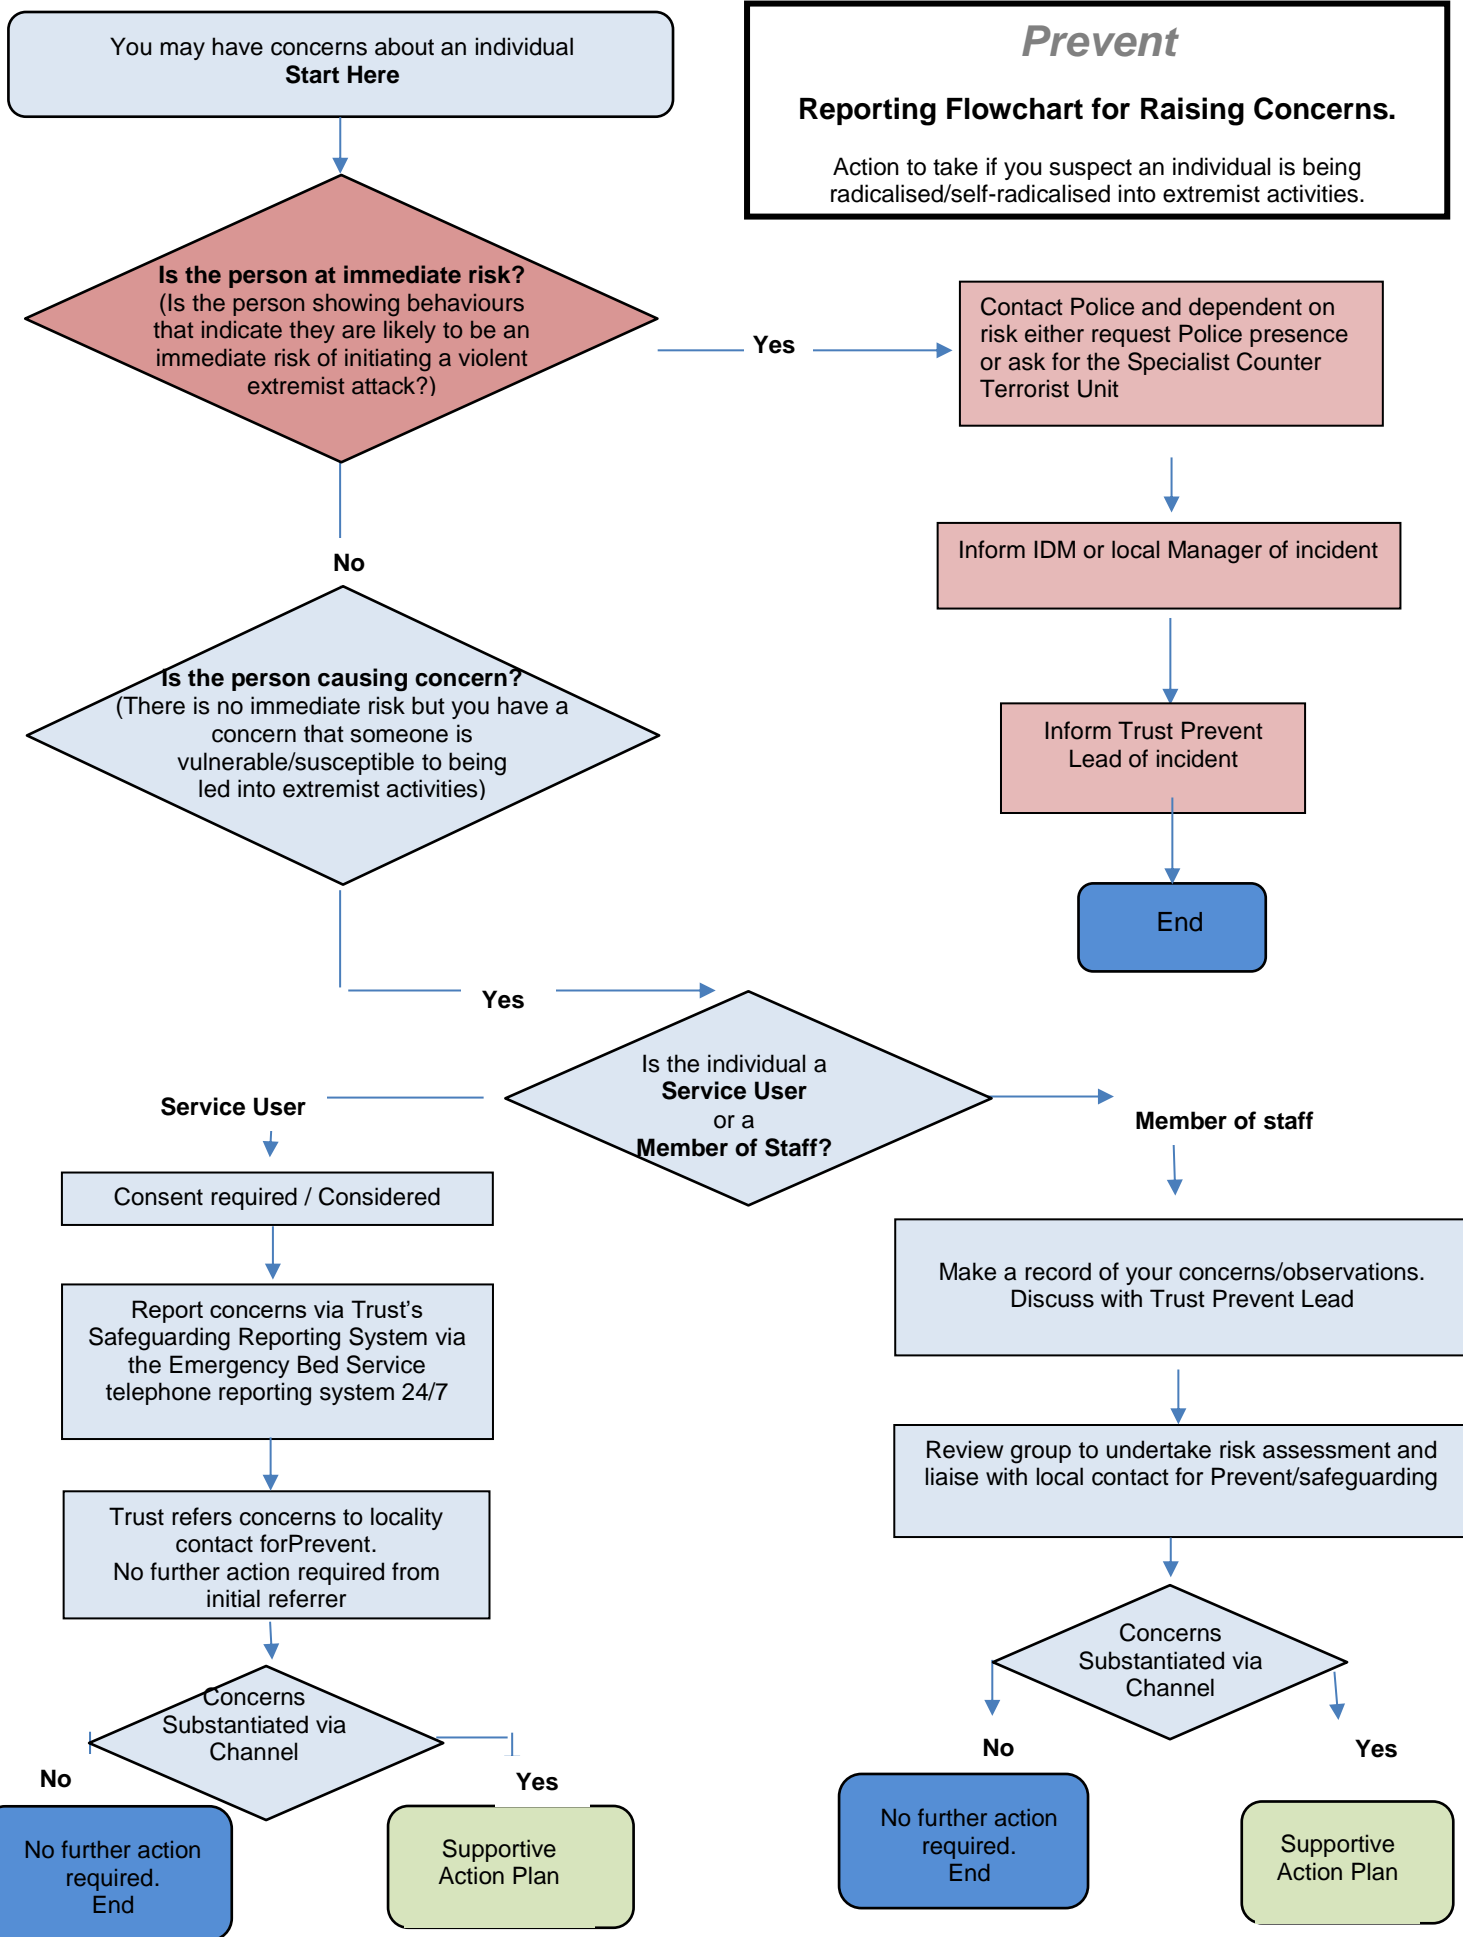 You may have concerns about an individual
Start Here
Prevent
Reporting Flowchart for Raising Concerns.
Action to take if you suspect an individual is being
radicalised/self-radicalised into extremist activities.
Is the person at immediate risk?
(Is the person showing behaviours
that indicate they are likely to be an
immediate risk of initiating a violent
extremist attack?)
Yes
Contact Police and dependent on
risk either request Police presence
or ask for the Specialist Counter
Terrorist Unit
Inform IDM or local Manager of incident
Inform Trust Prevent
Lead of incident
End
No
Is the person causing concern?
(There is no immediate risk but you have a
concern that someone is
vulnerable/susceptible to being
led into extremist activities)
Yes
Is the individual a
Service User
or a
Member of Staff?
Service User
Consent required / Considered
Report concerns via Trust’s
Safeguarding Reporting System via
the Emergency Bed Service
telephone reporting system 24/7
Trust refers concerns to locality
contact forPrevent.
No further action required from
initial referrer
Concerns
Substantiated via
Channel
No
Yes
No further action
required.
End
Supportive
Action Plan
Member of staff
Make a record of your concerns/observations.
Discuss with Trust Prevent Lead
Review group to undertake risk assessment and
liaise with local contact for Prevent/safeguarding
Concerns
Substantiated via
Channel
No
Yes
No further action
required.
End
Supportive
Action Plan